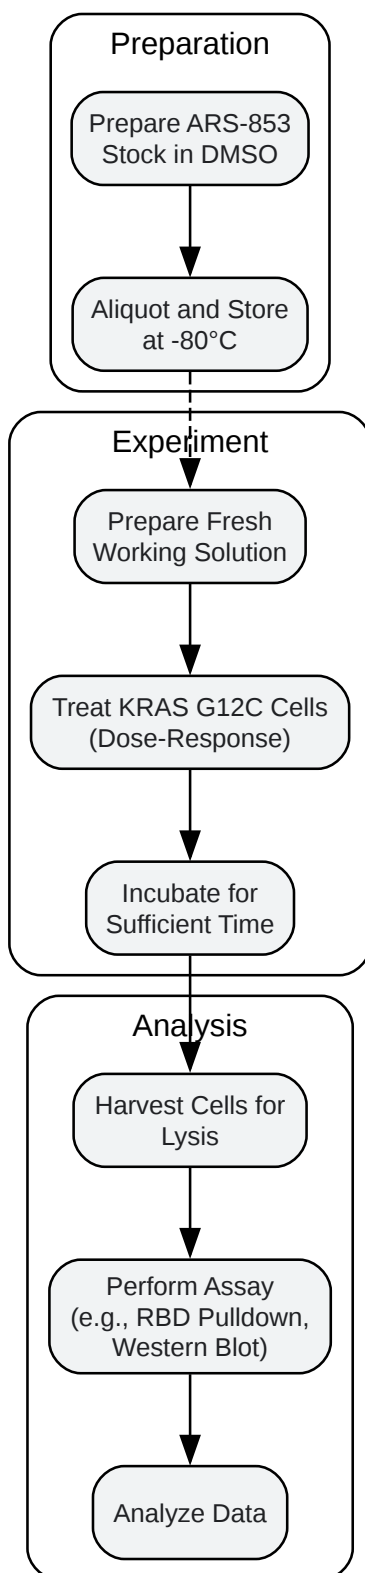 Preparation
Prepare ARS-853
Stock in DMSO
Aliquot and Store
at -80°C
Experiment
Prepare Fresh
Working Solution
Treat KRAS G12C Cells
(Dose-Response)
Incubate for
Sufficient Time
Analysis
Harvest Cells for
Lysis
Perform Assay
(e.g., RBD Pulldown,
Western Blot)
Analyze Data